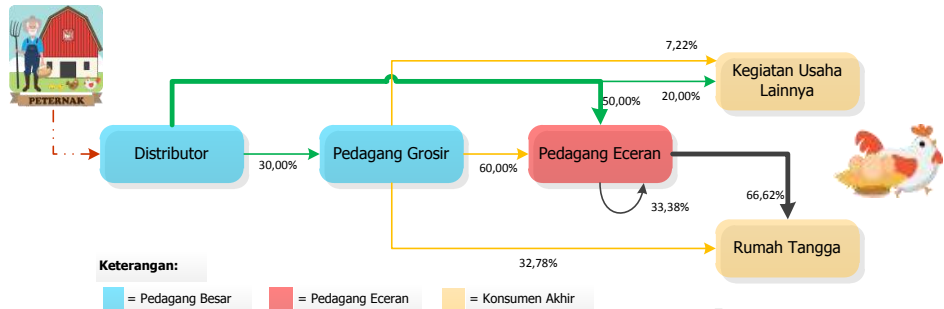 PETERNAK
7,22%
Kegiatan Usaha
Lainnya
50,00%
20,00%
Distributor
30,00%
Pedagang Grosir
60,00%
Pedagang Eceran
33,38%
66,62%
Rumah Tangga
32,78%
Keterangan:
= Pedagang Besar
= Pedagang Eceran
= Konsumen Akhir